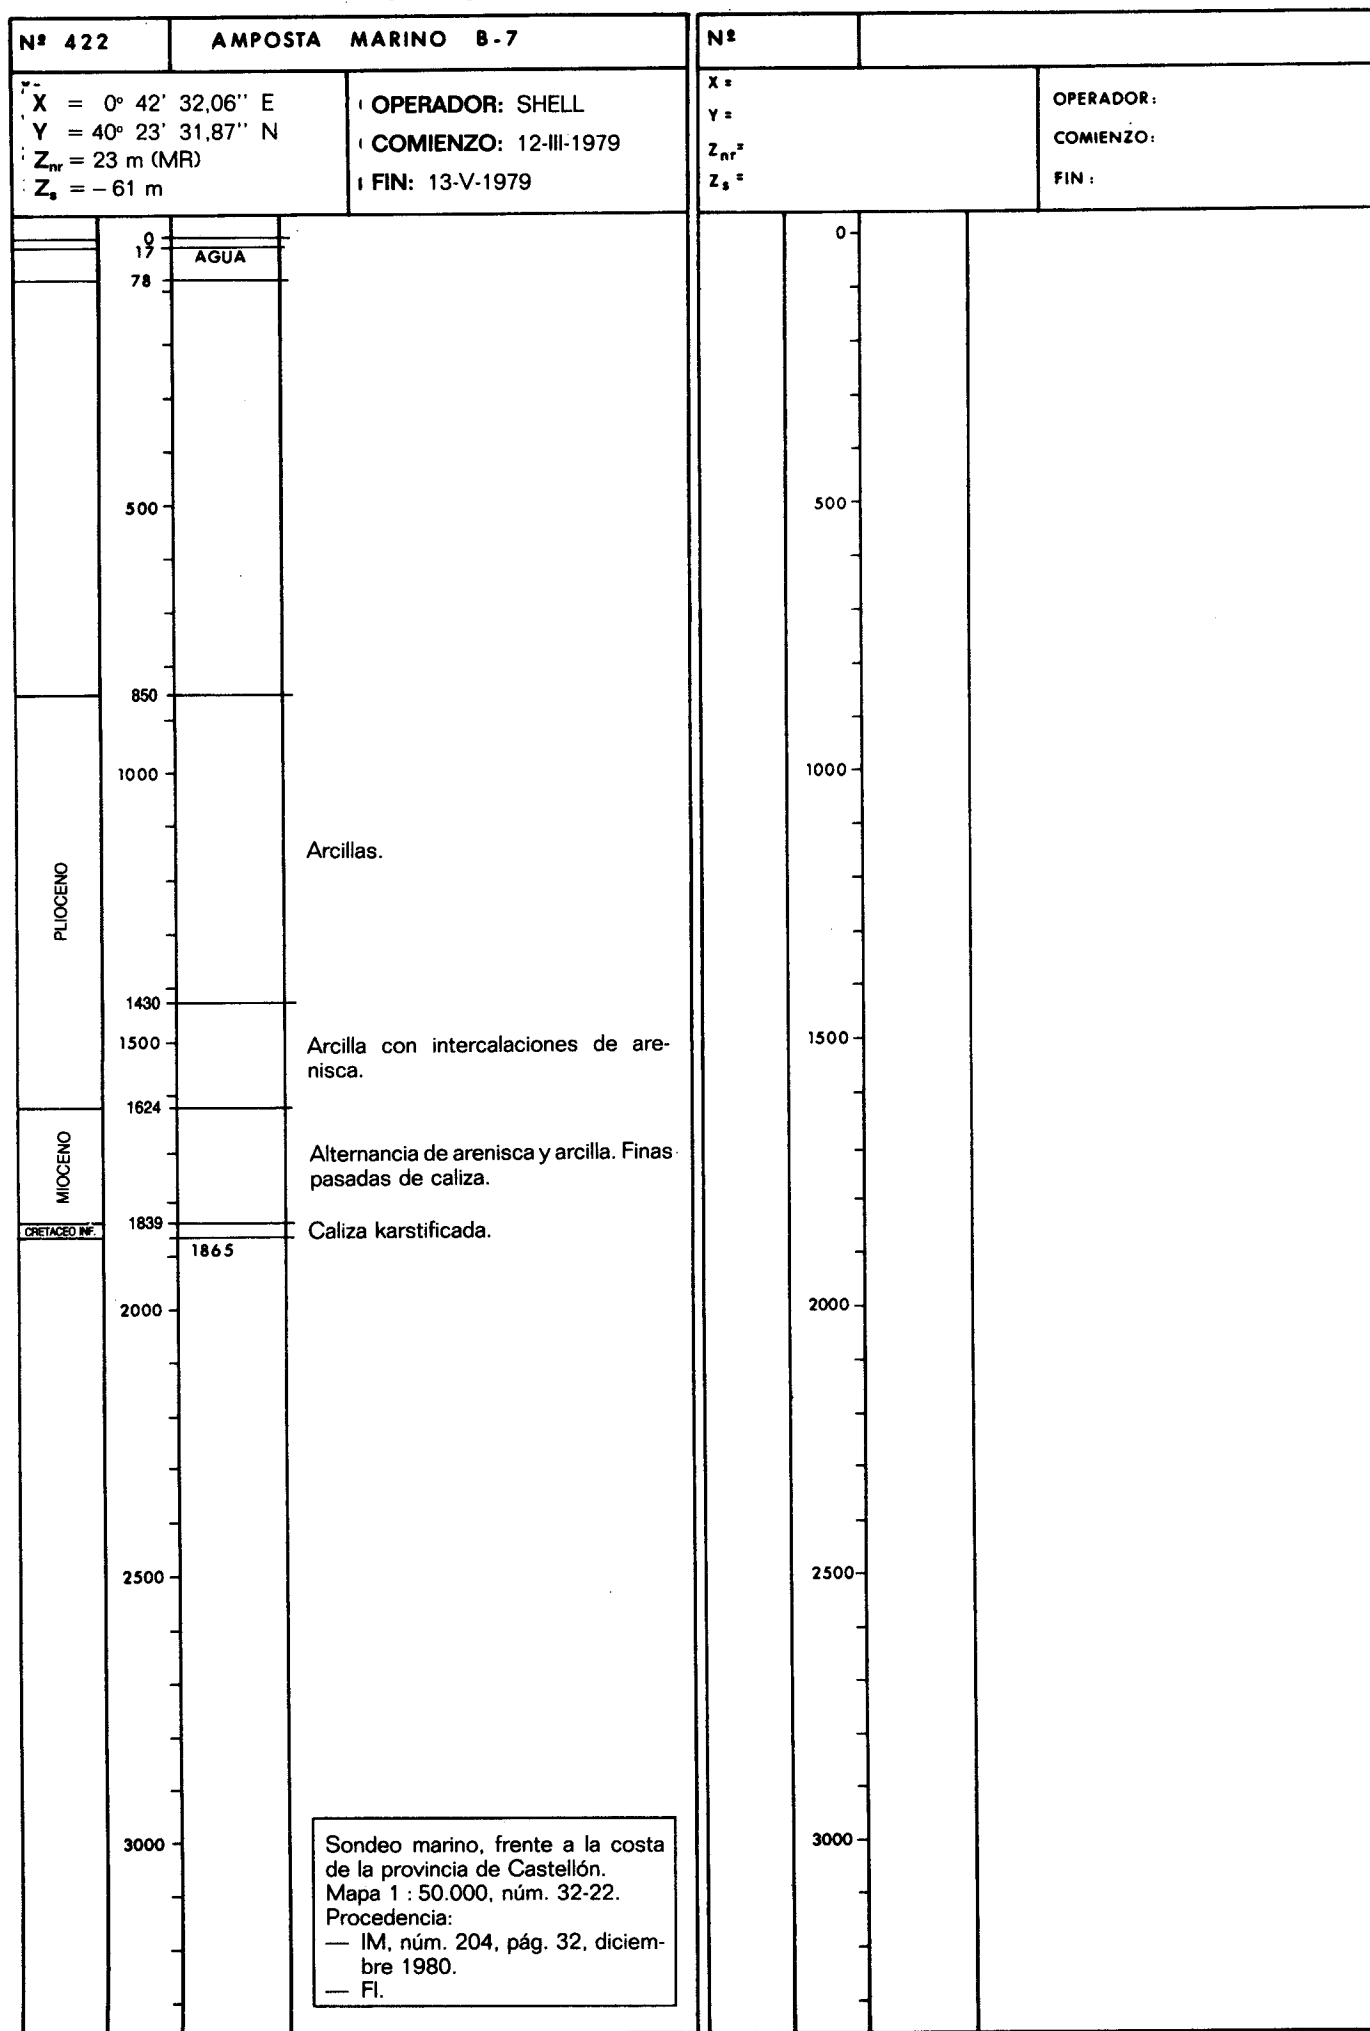 Nº 422
AMPOSTA MARINO B-7
X = 0° 42' 32,06'' E
Y = 40° 23' 31,87'' N
Znr = 23 m (MR)
Zs = – 61 m
OPERADOR: SHELL
COMIENZO: 12-III-1979
FIN: 13-V-1979
0
17
AGUA
78
500
850
1000
Arcillas.
PLIOCENO
1430
1500
Arcilla con intercalaciones de are-
nisca.
1624
MIOCENO
Alternancia de arenisca y arcilla. Finas
pasadas de caliza.
1839
CRETACEO INF.
Caliza karstificada.
1865
2000
2500
3000
Sondeo marino, frente a la costa
de la provincia de Castellón.
Mapa 1 : 50.000, núm. 32-22.
Procedencia:
— IM, núm. 204, pág. 32, diciem-
bre 1980.
— FI.
Nº
X =
Y =
Znr=
Zs =
OPERADOR:
COMIENZO:
FIN :
0
500
1000
1500
2000
2500
3000